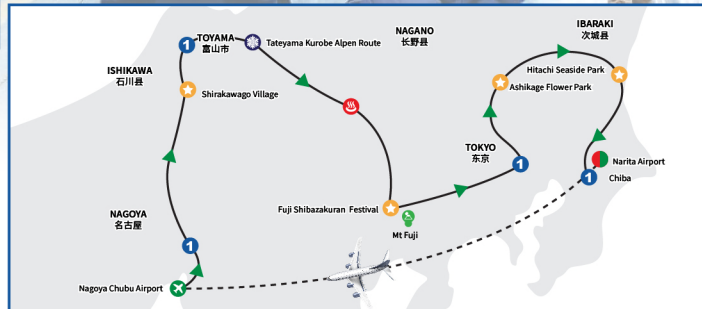 IBARAKI
次城县
NAGANO
长野县
TOYAMA
富山市
1
Tateyama Kurobe Alpen Route
ISHIKAWA
石川县
Shirakawago Village
Hitachi Seaside Park
Ashikage Flower Park
TOKYO
东京
1
Narita Airport
1
Chiba
NAGOYA
名古屋
1
Fuji Shibazakuran Festival
Mt Fuji
Nagoya Chubu Airport